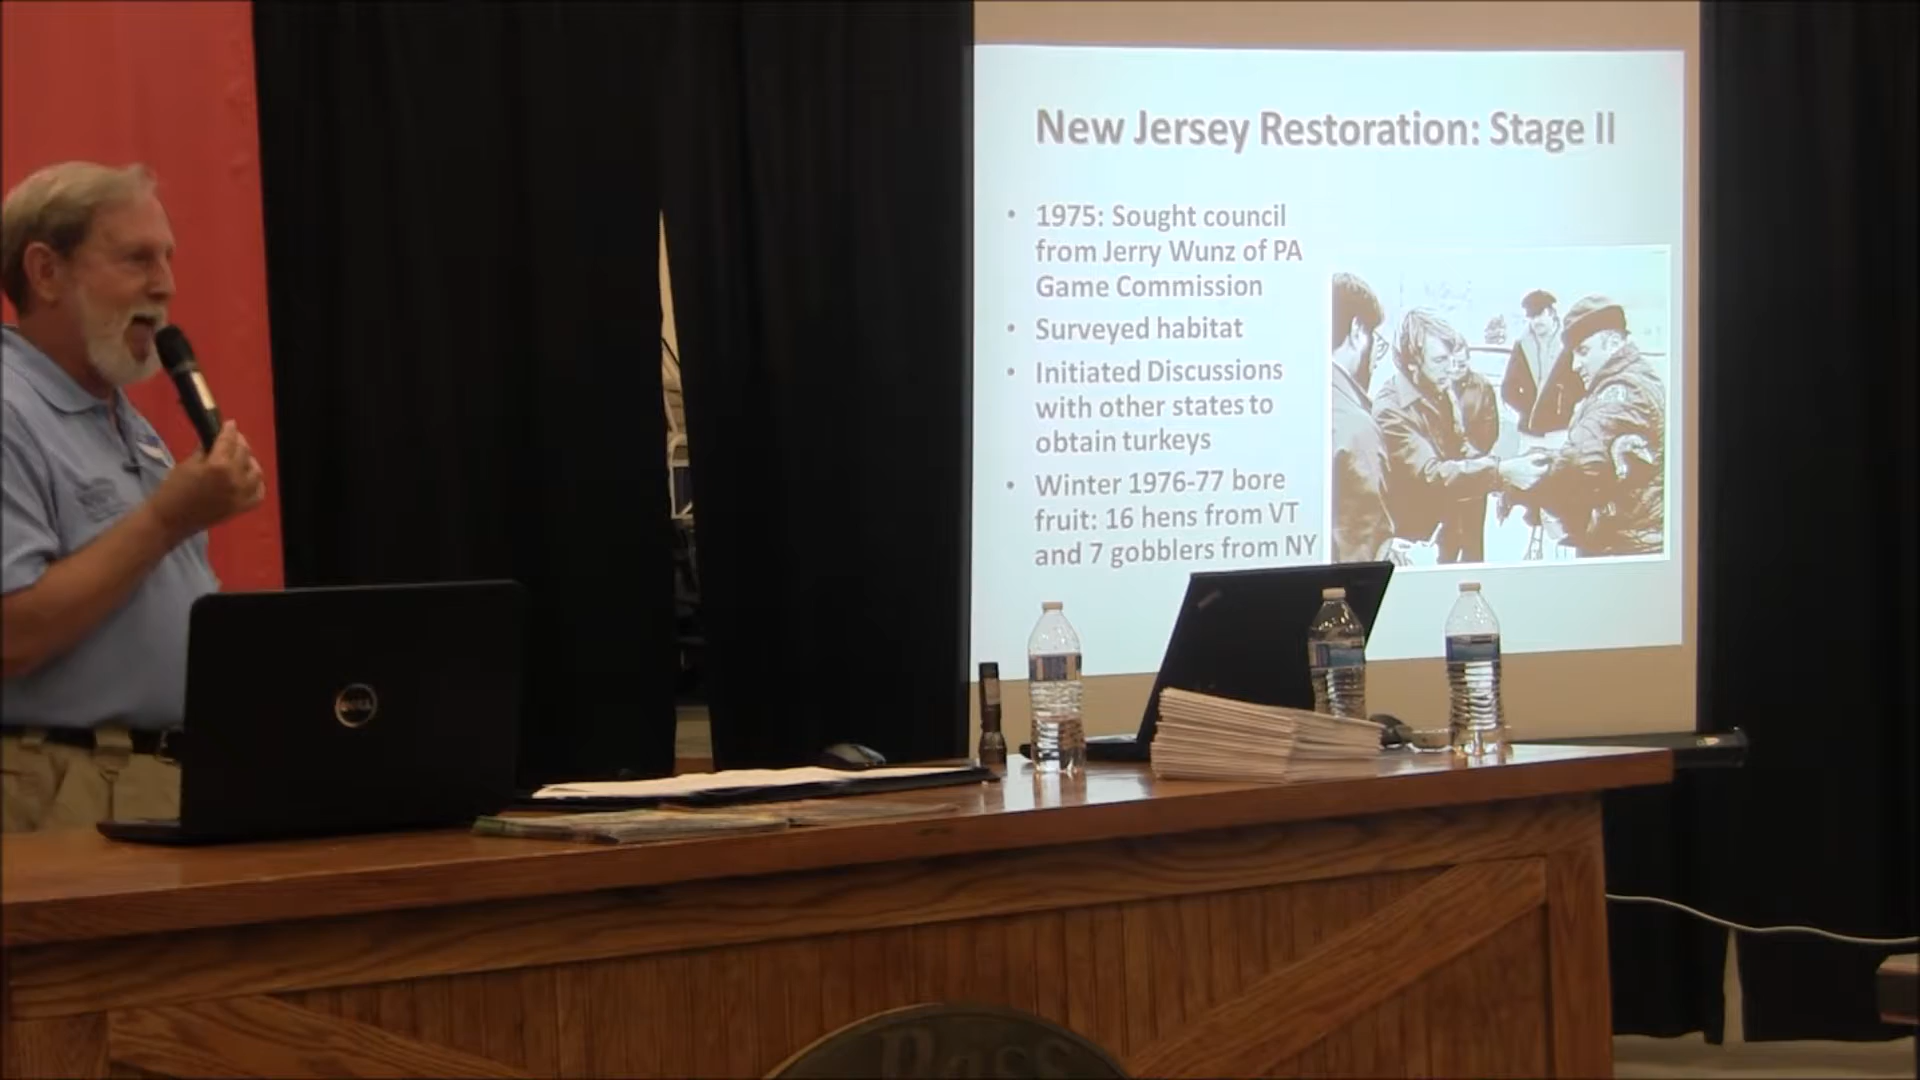 New Jersey Restoration: Stage II
• 1975: Sought council
from Jerry Wunz of PA
Game Commission
• Surveyed habitat
• Initiated Discussions
with other states to
obtain turkeys
• Winter 1976-77 bore
fruit: 16 hens from VT
and 7 gobblers from NY
DELL
Bass